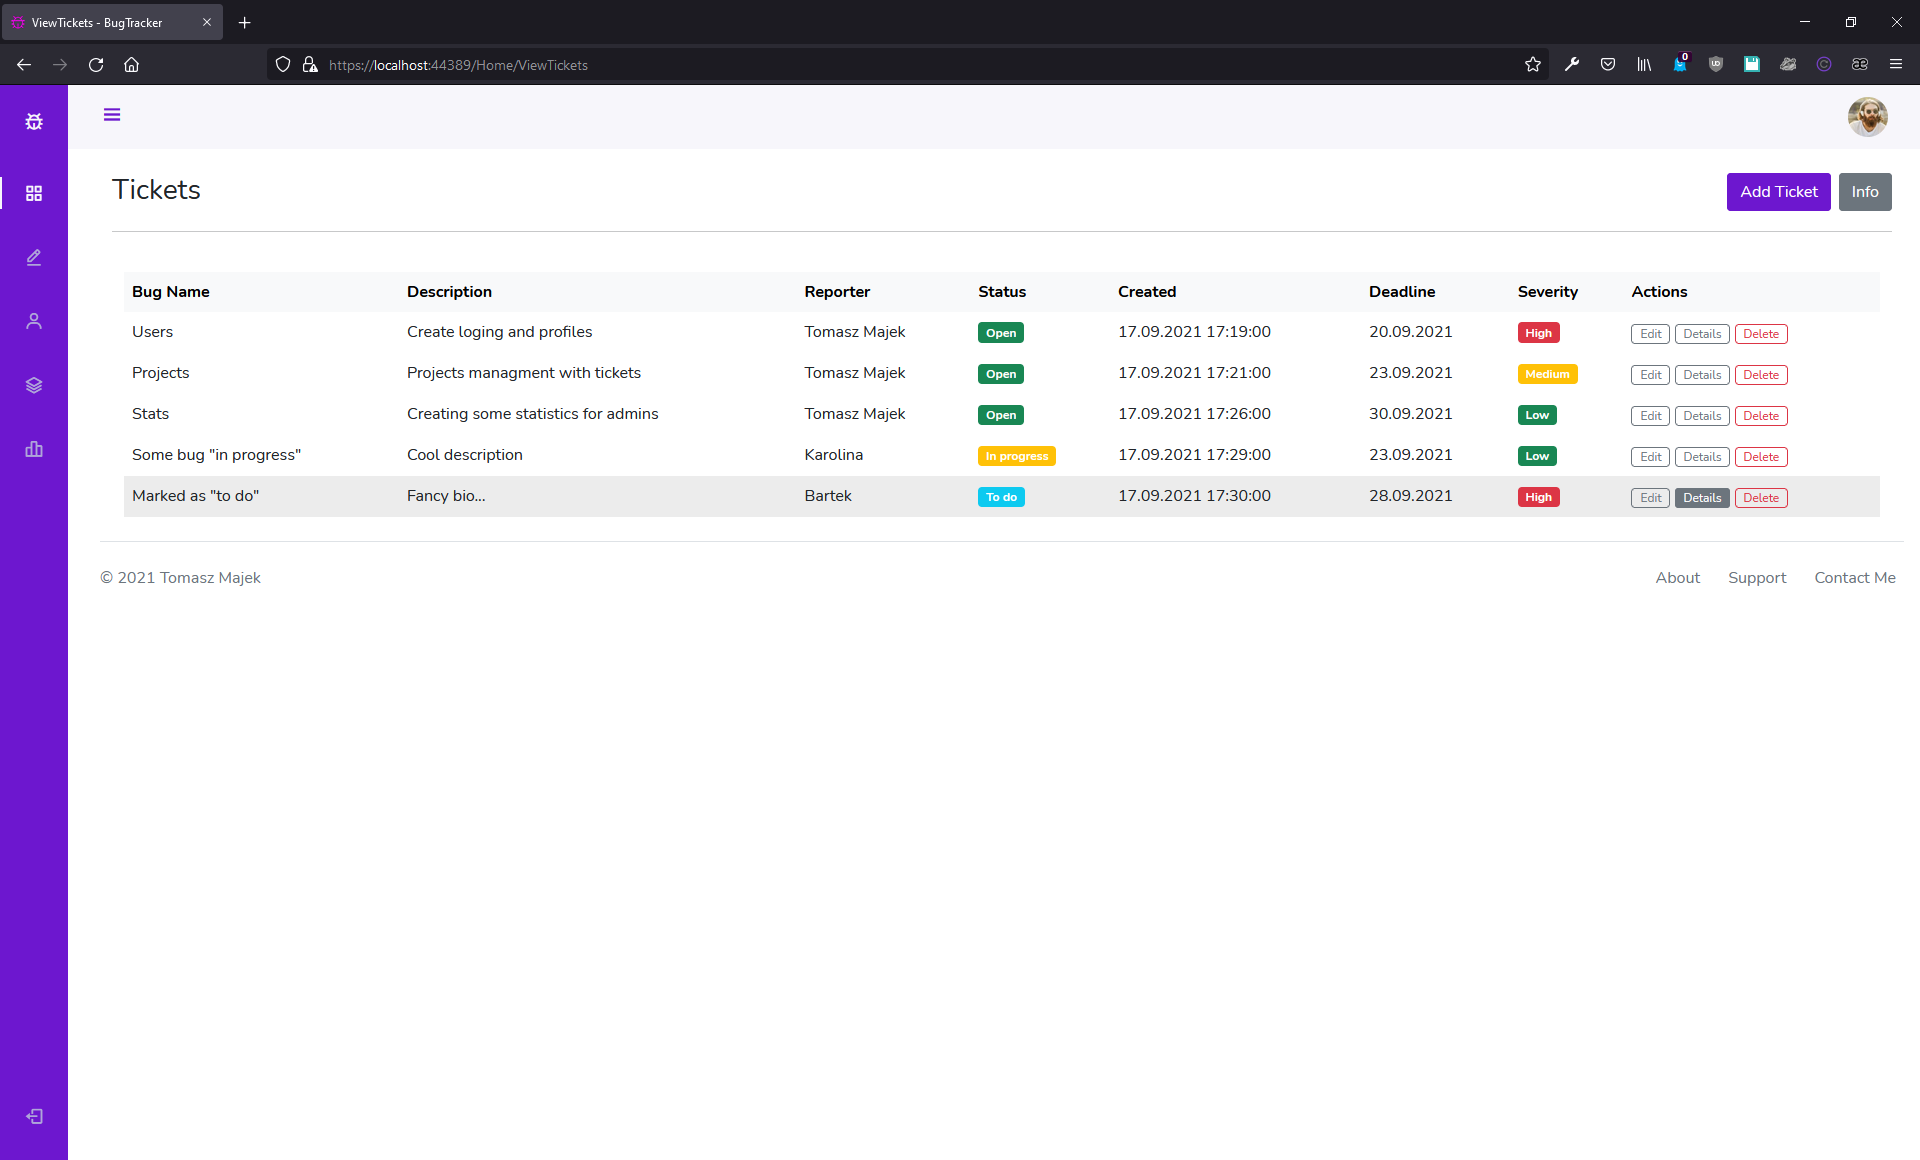 ViewTickets - BugTracker
https://localhost:44389/Home/ViewTickets
0
Tickets
Add Ticket Info
Bug Name Description Reporter Status Created Deadline Severity Actions
Users Create loging and profiles Tomasz Majek Open 17.09.2021 17:19:00 20.09.2021 High Edit Details Delete
Projects Projects managment with tickets Tomasz Majek Open 17.09.2021 17:21:00 23.09.2021 Medium Edit Details Delete
Stats Creating some statistics for admins Tomasz Majek Open 17.09.2021 17:26:00 30.09.2021 Low Edit Details Delete
Some bug "in progress" Cool description Karolina In progress 17.09.2021 17:29:00 23.09.2021 Low Edit Details Delete
Marked as "to do" Fancy bio... Bartek To do 17.09.2021 17:30:00 28.09.2021 High Edit Details Delete
© 2021 Tomasz Majek About Support Contact Me